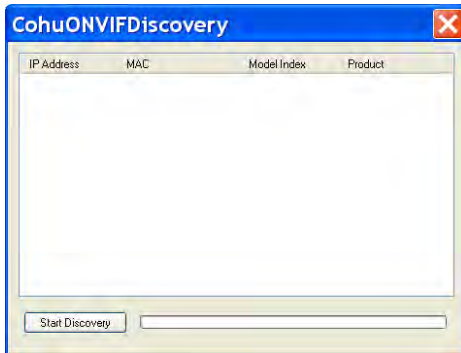 CohuONVIFDiscovery
IP Address MAC Model Index Product
Start Discovery